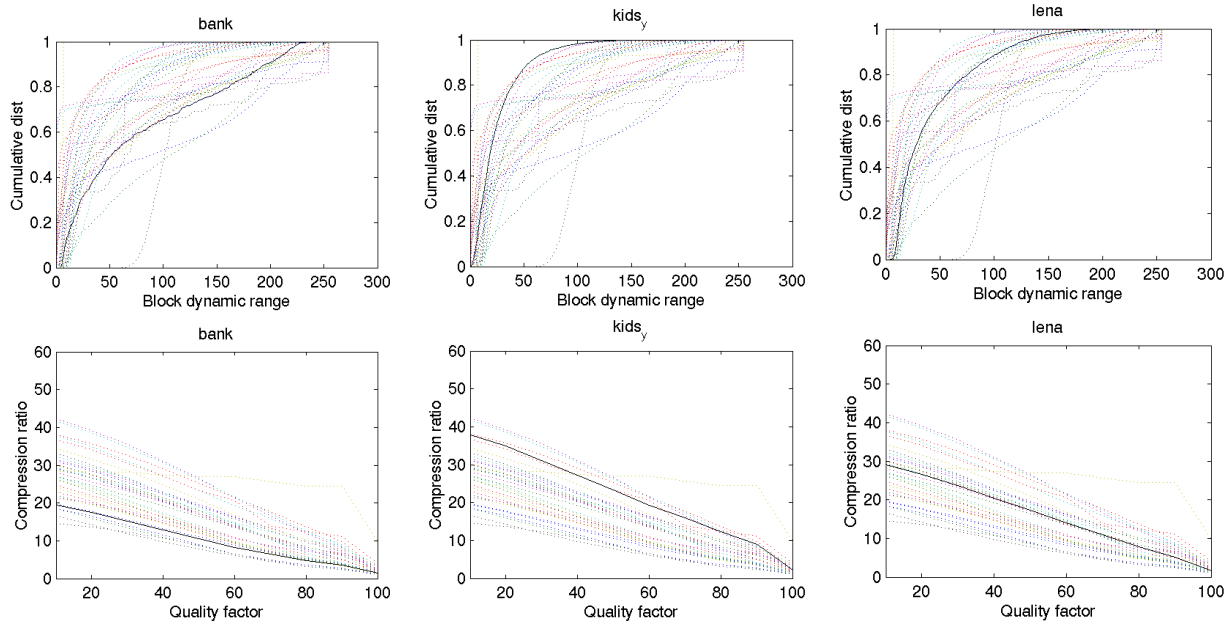 bank
1
0.8
0.6
0.4
0.2
0
Cumulative dist
0 50 100 150 200 250 300
Block dynamic range
kids_y
1
0.8
0.6
0.4
0.2
0
Cumulative dist
0 50 100 150 200 250 300
Block dynamic range
lena
1
0.8
0.6
0.4
0.2
0
Cumulative dist
0 50 100 150 200 250 300
Block dynamic range
bank
60
50
40
30
20
10
0
Compression ratio
20 40 60 80 100
Quality factor
kids_y
60
50
40
30
20
10
0
Compression ratio
20 40 60 80 100
Quality factor
lena
60
50
40
30
20
10
0
Compression ratio
20 40 60 80 100
Quality factor